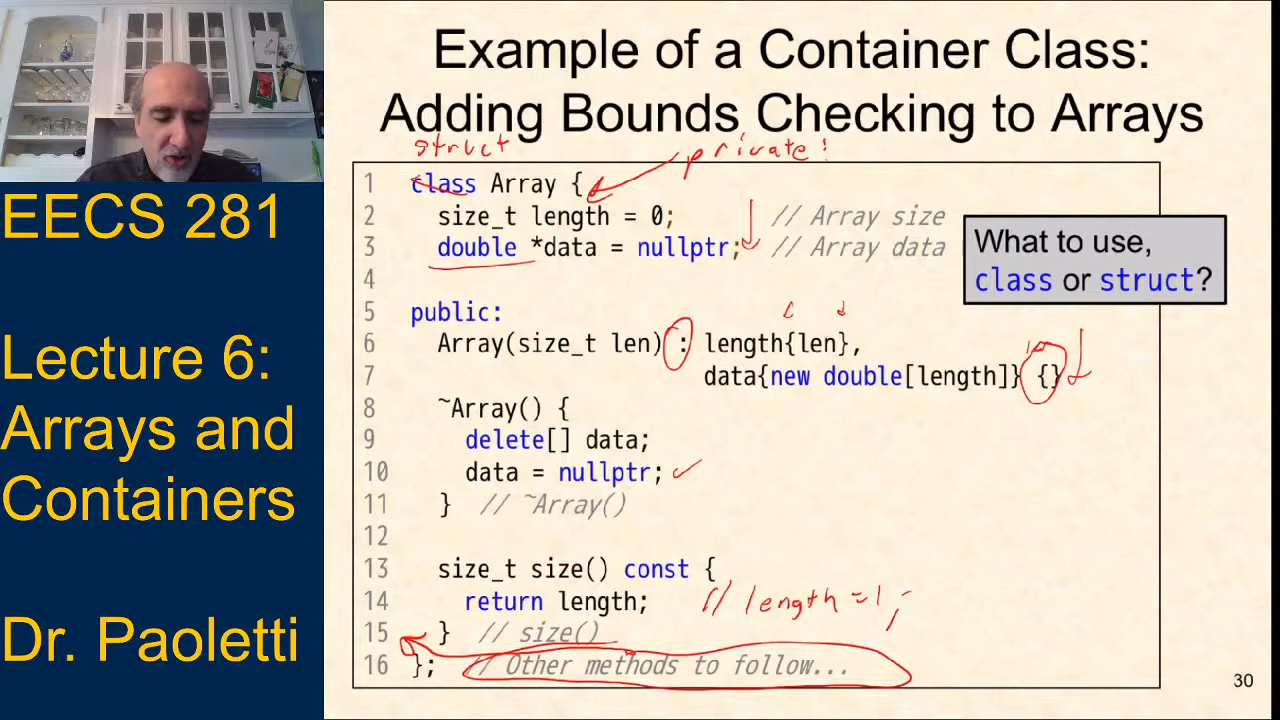 EECS 281
Lecture 6:
Arrays and
Containers
Dr. Paoletti
Example of a Container Class:
Adding Bounds Checking to Arrays
struct
private!
1 class Array {
2 size_t length = 0; // Array size
3 double *data = nullptr; // Array data
4
5 public:
6 Array(size_t len) : length{len},
7 data{new double[length]} {}
8 ~Array() {
9 delete[] data;
10 data = nullptr;
11 } // ~Array()
12
13 size_t size() const {
14 return length; // length = 1;
15 } // size()
16 }; // Other methods to follow...
What to use,
class or struct?
30